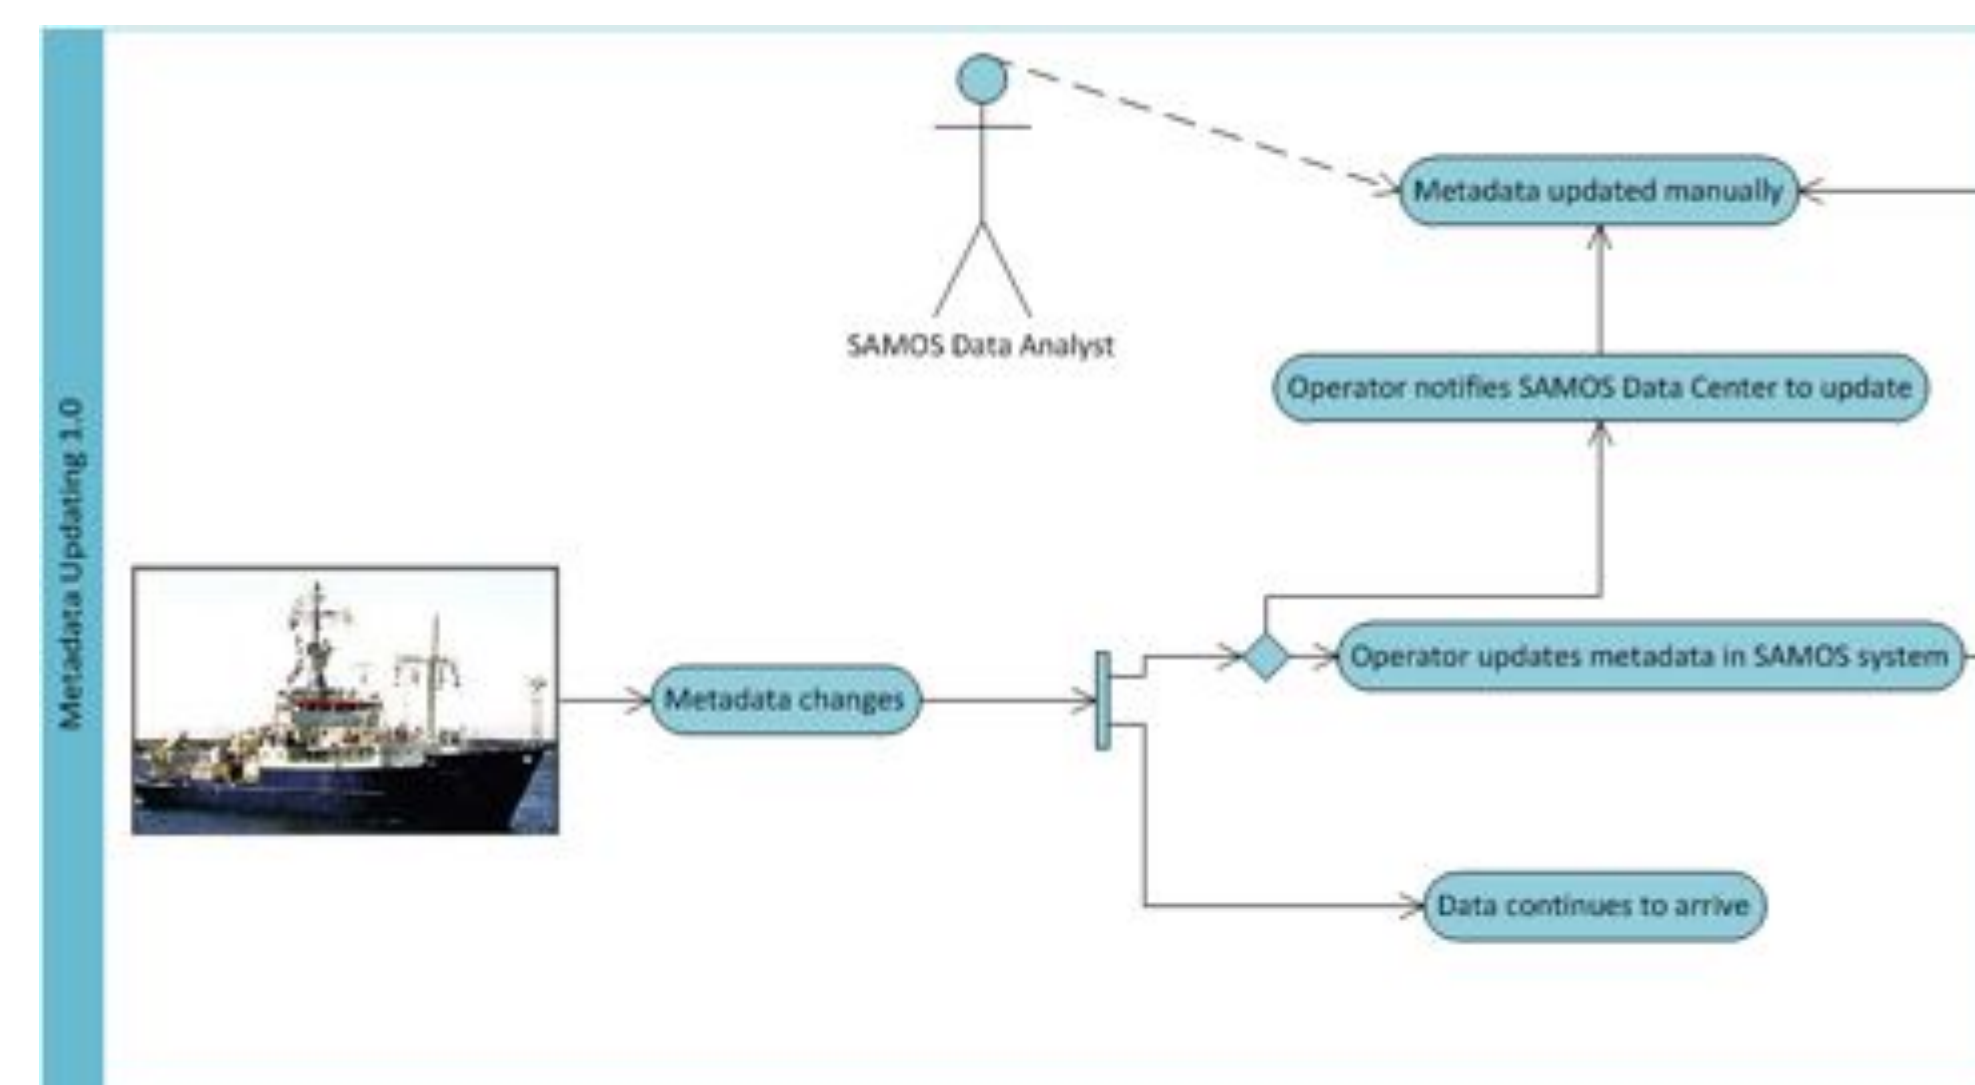 Metadata Updating 1.0
SAMOS Data Analyst
Metadata updated manually
Operator notifies SAMOS Data Center to update
Metadata changes
Operator updates metadata in SAMOS system
Data continues to arrive